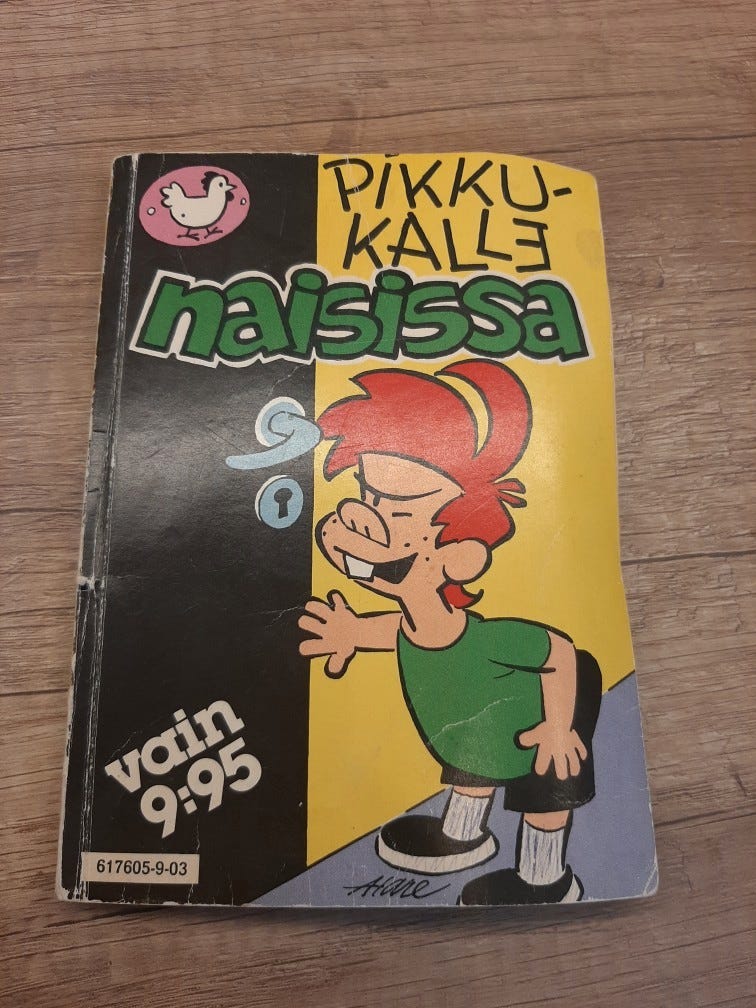 PiKKU-
KALLE
naisissa
vain
9:95
617605-9-03